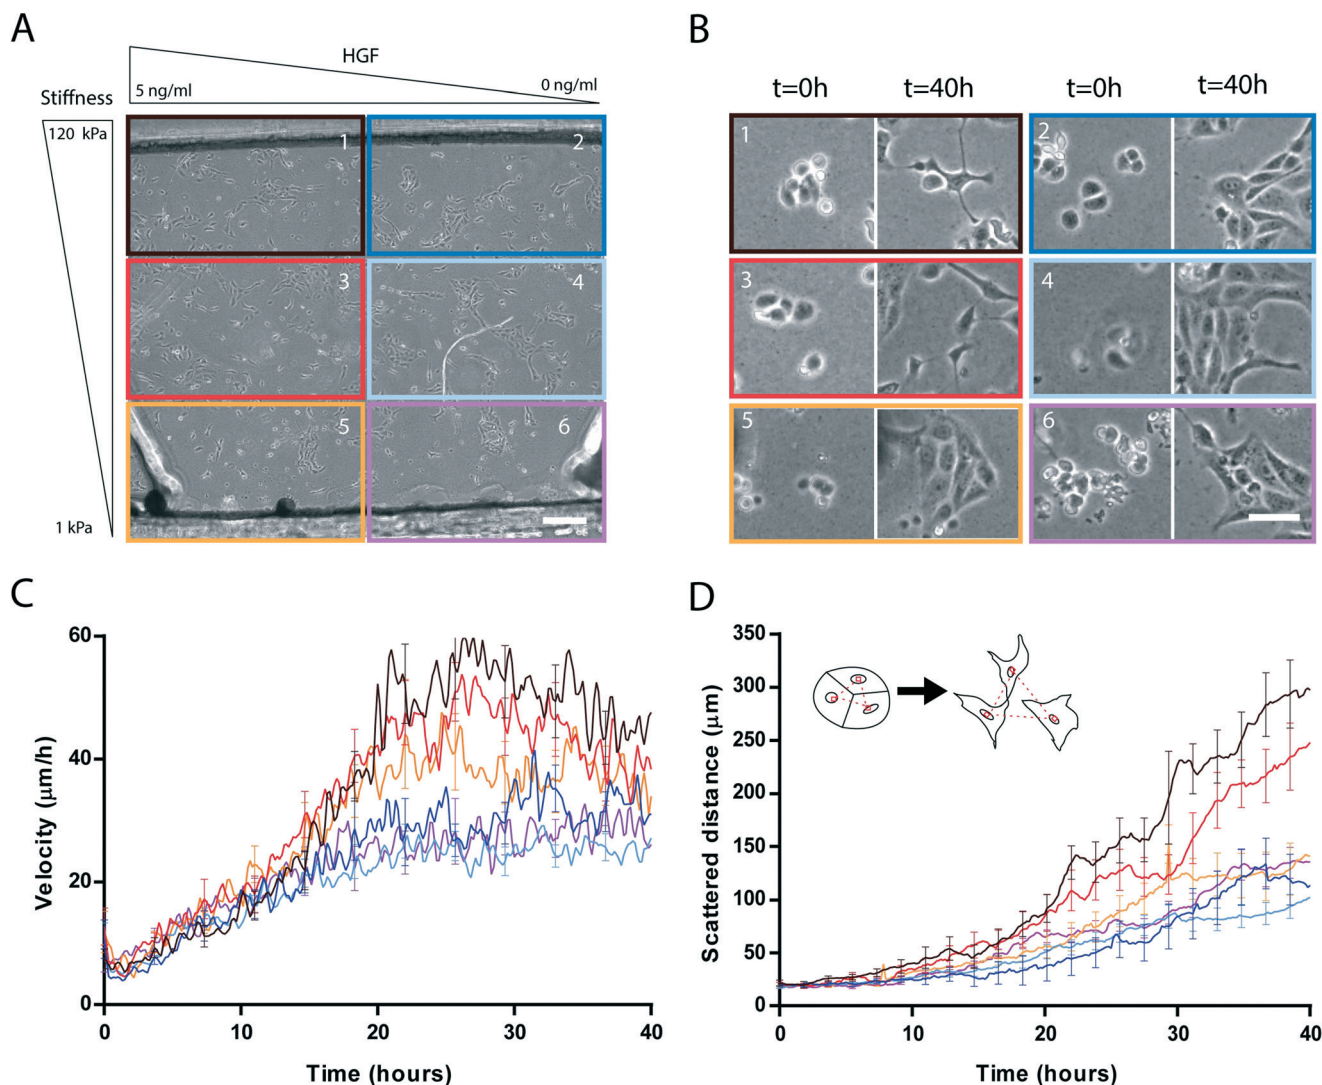 A
HGF
5 ng/ml
0 ng/ml
Stiffness
120 kPa
1
2
3
4
5
6
1 kPa
B
t=0h
t=40h
t=0h
t=40h
1
2
3
4
5
6
C
60
40
20
0
Velocity (μm/h)
0
10
20
30
40
Time (hours)
D
350
300
250
200
150
100
50
0
Scattered distance (μm)
0
10
20
30
40
Time (hours)